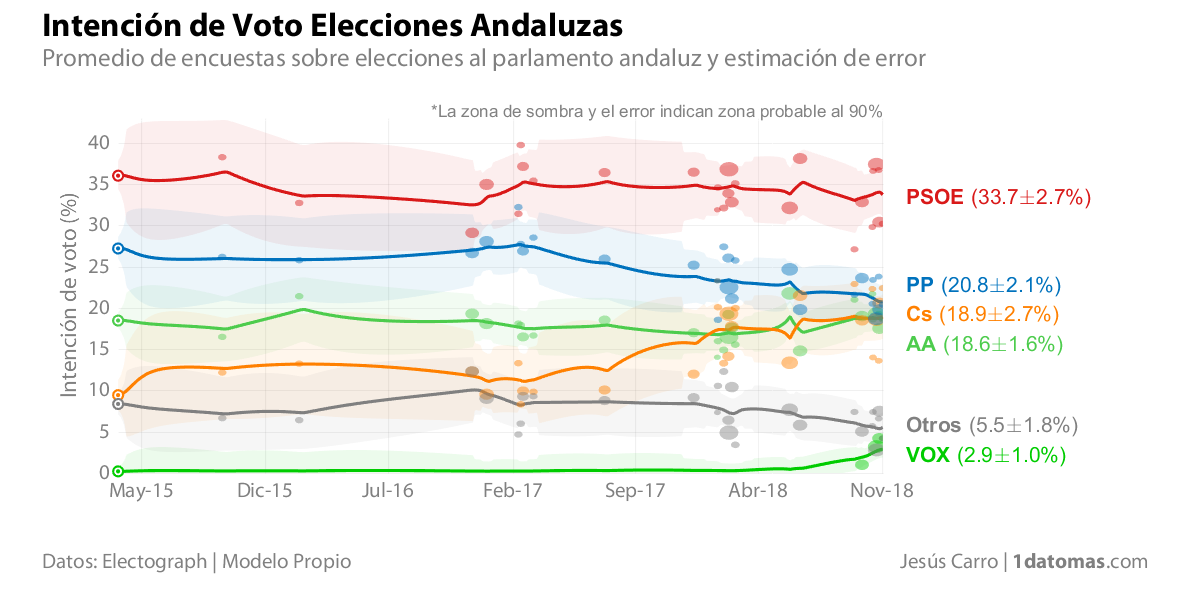 Intención de Voto Elecciones Andaluzas
Promedio de encuestas sobre elecciones al parlamento andaluz y estimación de error
*La zona de sombra y el error indican zona probable al 90%
Intención de voto (%)
40
35
30
25
20
15
10
5
0
May-15
Dic-15
Jul-16
Feb-17
Sep-17
Abr-18
Nov-18
PSOE (33.7±2.7%)
PP (20.8±2.1%)
Cs (18.9±2.7%)
AA (18.6±1.6%)
Otros (5.5±1.8%)
VOX (2.9±1.0%)
Datos: Electograph | Modelo Propio
Jesús Carro | 1datomas.com